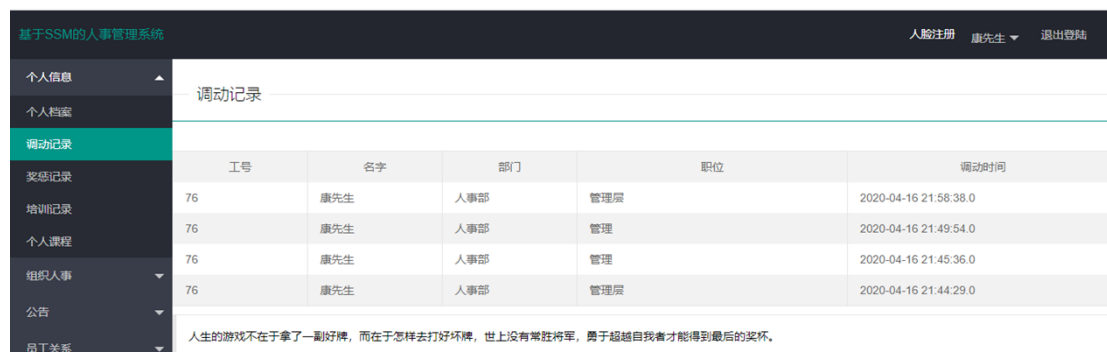 基于SSM的人事管理系统 人脸注册 康先生 退出登陆
个人信息
调动记录
个人档案
调动记录
奖惩记录
培训记录
个人课程
组织人事
公告
员工关系
工号 名字 部门 职位 调动时间
76 康先生 人事部 管理层 2020-04-16 21:58:38.0
76 康先生 人事部 管理 2020-04-16 21:49:54.0
76 康先生 人事部 管理 2020-04-16 21:45:36.0
76 康先生 人事部 管理层 2020-04-16 21:44:29.0
人生的游戏不在于拿了一副好牌，而在于怎样去打好坏牌，世上没有常胜将军，勇于超越自我者才能得到最后的奖杯。